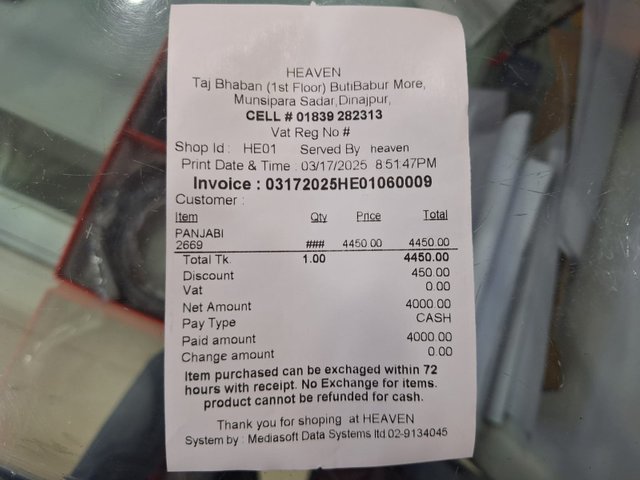 HEAVEN
Taj Bhaban (1st Floor) ButiBabur More,
Munsipara Sadar,Dinajpur,
CELL # 01839 282313
Vat Reg No #
Shop Id : HE01 Served By heaven
Print Date & Time : 03/17/2025 8:51:47PM
Invoice : 03172025HE01060009
Customer :
Item Qty Price Total
PANJABI
2669 ### 4450.00 4450.00
Total Tk. 1.00 4450.00
Discount 450.00
Vat 0.00
Net Amount 4000.00
Pay Type CASH
Paid amount 4000.00
Change amount 0.00
Item purchased can be exchaged within 72
hours with receipt. No Exchange for items.
product cannot be refunded for cash.
Thank you for shoping at HEAVEN
System by : Mediasoft Data Systems ltd 02-9134045